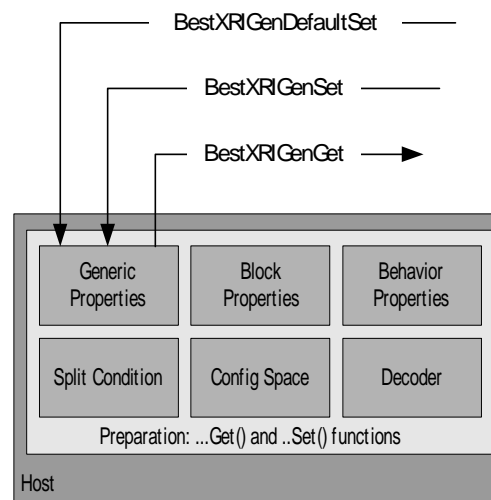 BestXRIGenDefaultSet
BestXRIGenSet
BestXRIGenGet
Generic
Properties
Block
Properties
Behavior
Properties
Split Condition
Config Space
Decoder
Preparation: ...Get() and ..Set() functions
Host